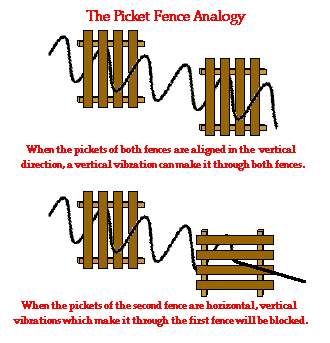 The Picket Fence Analogy
When the pickets of both fences are aligned in the vertical
direction, a vertical vibration can make it through both fences.
When the pickets of the second fence are horizontal, vertical
vibrations which make it through the first fence will be blocked.